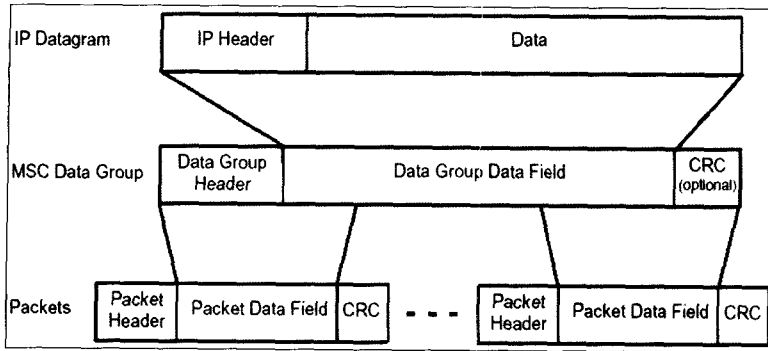 IP Datagram
IP Header
Data
MSC Data Group
Data Group
Header
Data Group Data Field
CRC
(optional)
Packets
Packet
Header
Packet Data Field
CRC
Packet
Header
Packet Data Field
CRC